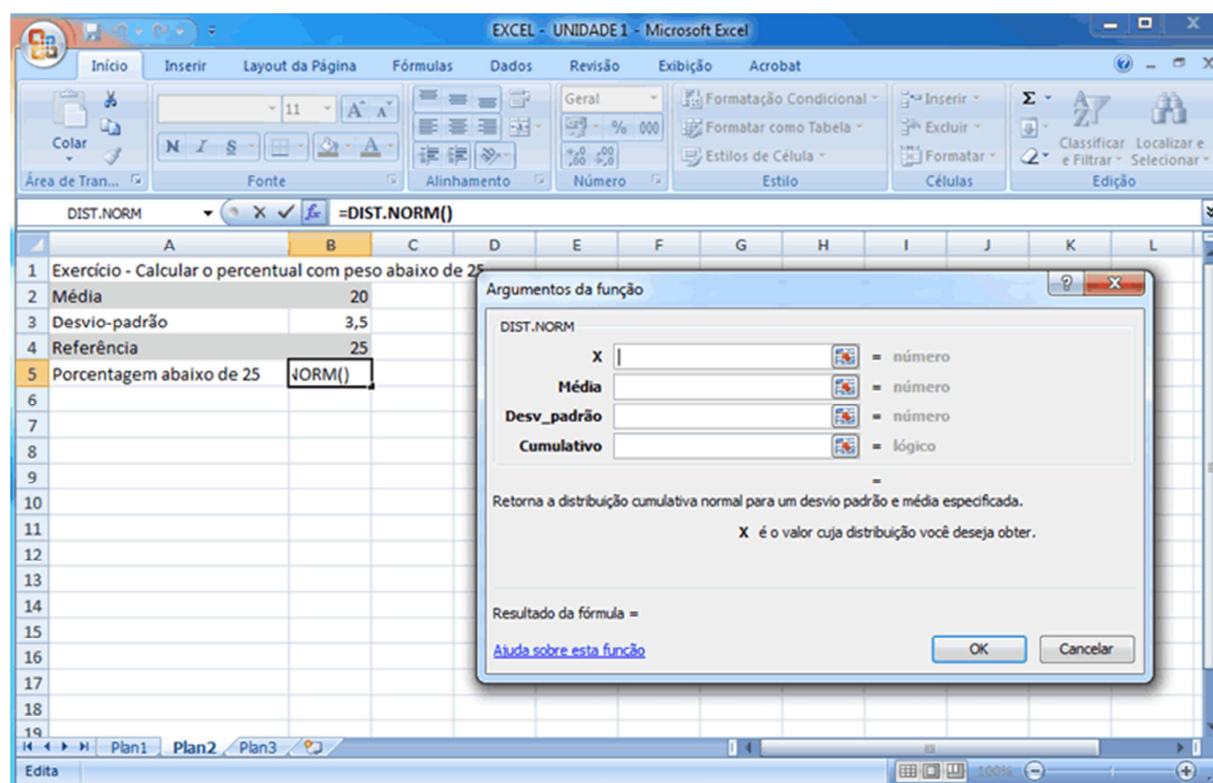 EXCEL - UNIDADE 1 - Microsoft Excel
Início Inserir Layout da Página Fórmulas Dados Revisão Exibição Acrobat
Colar
Área de Tran...
11
N I S
Fonte
Alinhamento
Geral
% 000
Número
Formatação Condicional
Formatar como Tabela
Estilos de Célula
Estilo
Inserir
Excluir
Formatar
Células
Σ
Classificar e Filtrar
Localizar e Selecionar
Edição
DIST.NORM fx =DIST.NORM()
A B C D E F G H I J K L
1 Exercício - Calcular o percentual com peso abaixo de 25
2 Média 20
3 Desvio-padrão 3,5
4 Referência 25
5 Porcentagem abaixo de 25 NORM()
6
7
8
9
10
11
12
13
14
15
16
17
18
19
Argumentos da função
DIST.NORM
X = número
Média = número
Desv_padrão = número
Cumulativo = lógico
=
Retorna a distribuição cumulativa normal para um desvio padrão e média especificada.
X é o valor cuja distribuição você deseja obter.
Resultado da fórmula =
Ajuda sobre esta função
OK Cancelar
Plan1 Plan2 Plan3
Edita 100%